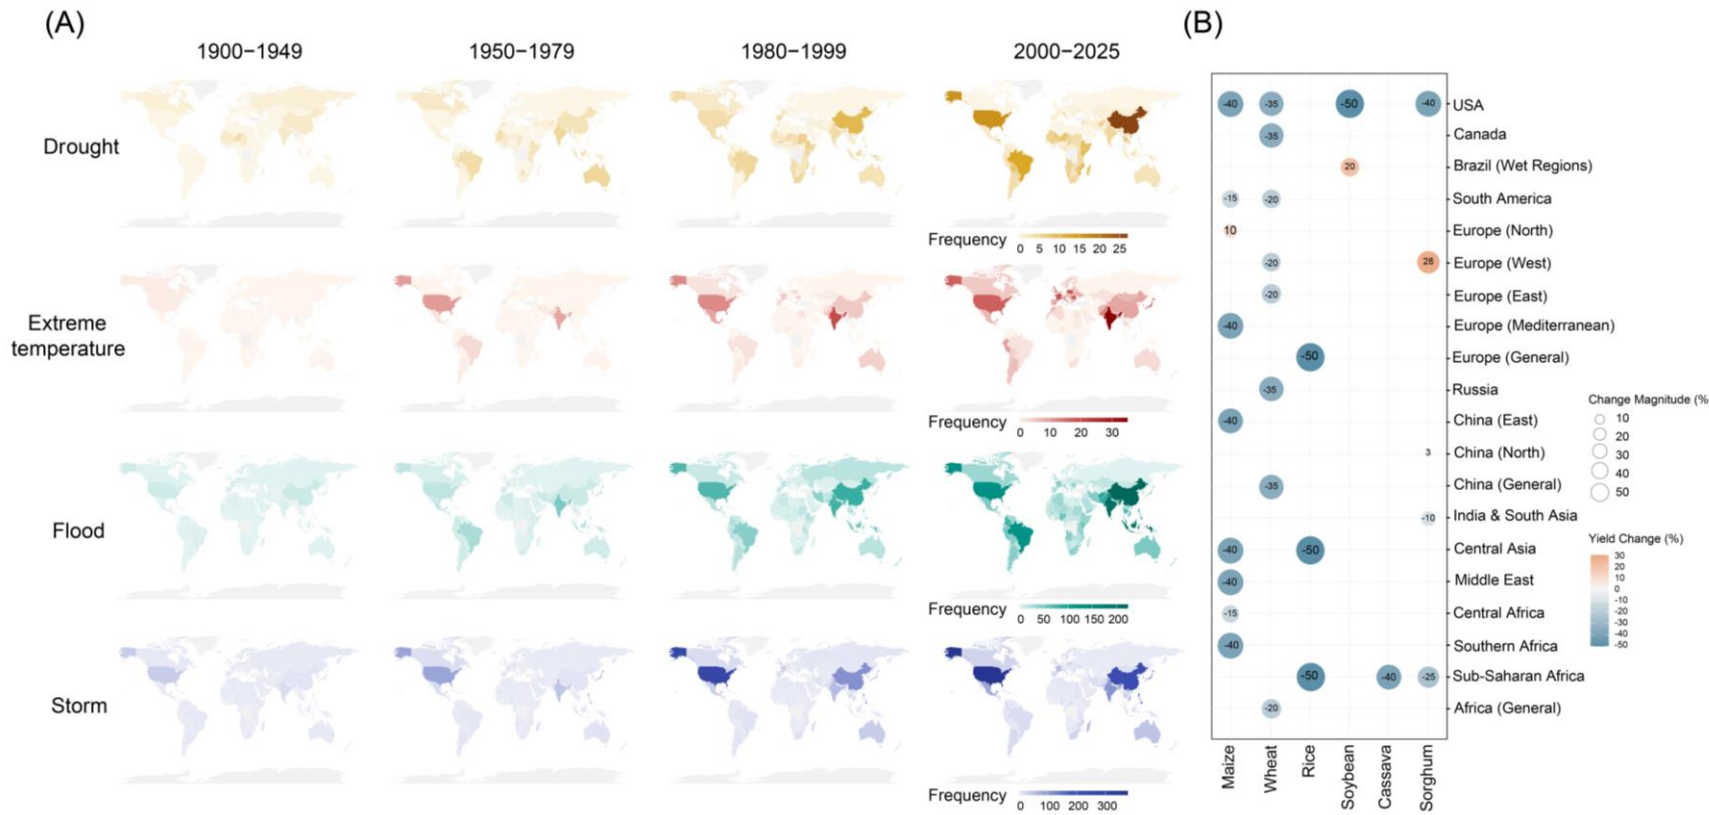 (A)
(B)
1900−1949
1950−1979
1980−1999
2000−2025
Drought
Frequency
0 5 10 15 20 25
Extreme
temperature
Frequency
0 10 20 30
Flood
Frequency
0 50 100 150 200
Storm
Frequency
0 100 200 300
-40 -35 -50 -40 USA
-35 Canada
20 Brazil (Wet Regions)
-15 -20 South America
10 Europe (North)
-20 28 Europe (West)
-20 Europe (East)
-40 Europe (Mediterranean)
-50 Europe (General)
-35 Russia
-40 China (East)
3 China (North)
-35 China (General)
-10 India & South Asia
-40 -50 Central Asia
-40 Middle East
-15 Central Africa
-40 Southern Africa
-50 -40 -25 Sub-Saharan Africa
-20 Africa (General)
Maize
Wheat
Rice
Soybean
Cassava
Sorghum
Change Magnitude (%
10
20
30
40
50
Yield Change (%)
30
20
10
0
-10
-20
-30
-40
-50